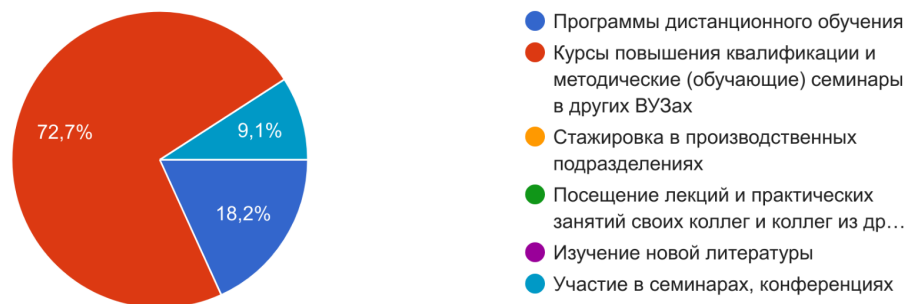 72,7%
9,1%
18,2%
Программы дистанционного обучения
Курсы повышения квалификации и
методические (обучающие) семинары
в других ВУЗах
Стажировка в производственных
подразделениях
Посещение лекций и практических
занятий своих коллег и коллег из др…
Изучение новой литературы
Участие в семинарах, конференциях